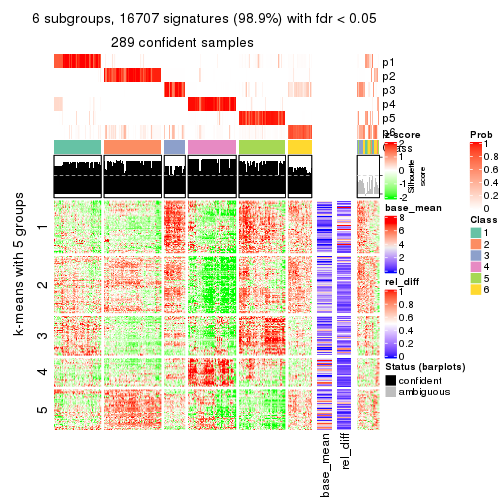 6 subgroups, 16707 signatures (98.9%) with fdr < 0.05
289 confident samples
p1
p2
p3
p4
p5
p6
Class
Silhouette
score
k-means with 5 groups
1
2
3
4
5
base_mean
rel_diff
z-score
2
1
0
-1
-2
base_mean
8
6
4
2
0
rel_diff
1
0.8
0.6
0.4
0.2
0
Status (barplots)
confident
ambiguous
Prob
1
0.8
0.6
0.4
0.2
0
Class
1
2
3
4
5
6